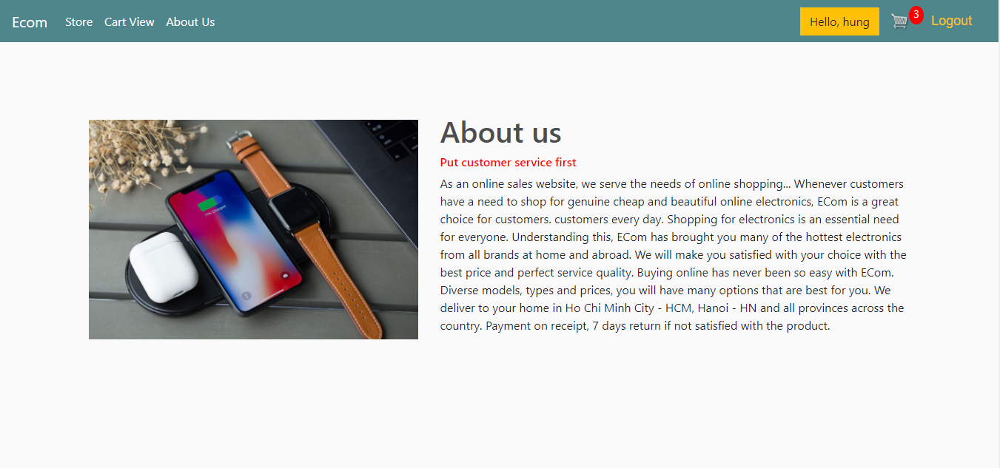 Ecom Store Cart View About Us Hello, hung 3 Logout
About us
Put customer service first
As an online sales website, we serve the needs of online shopping... Whenever customers
have a need to shop for genuine cheap and beautiful online electronics, ECom is a great
choice for customers. customers every day. Shopping for electronics is an essential need
for everyone. Understanding this, ECom has brought you many of the hottest electronics
from all brands at home and abroad. We will make you satisfied with your choice with the
best price and perfect service quality. Buying online has never been so easy with ECom.
Diverse models, types and prices, you will have many options that are best for you. We
deliver to your home in Ho Chi Minh City - HCM, Hanoi - HN and all provinces across the
country. Payment on receipt, 7 days return if not satisfied with the product.